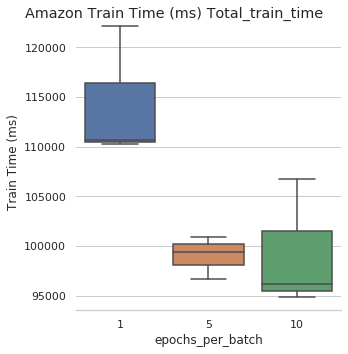 Amazon Train Time (ms) Total_train_time
120000
115000
110000
105000
100000
95000
Train Time (ms)
1 5 10
epochs_per_batch